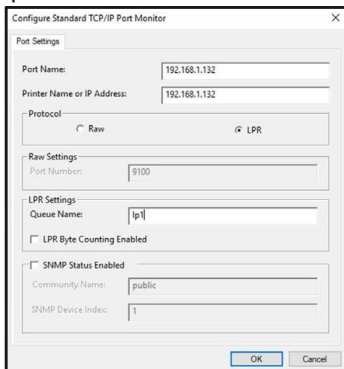 Configure Standard TCP/IP Port Monitor
Port Settings
Port Name: 192.168.1.132
Printer Name or IP Address: 192.168.1.132
Protocol
Raw LPR
Raw Settings
Port Number: 9100
LPR Settings
Queue Name: lp1
LPR Byte Counting Enabled
SNMP Status Enabled
Community Name: public
SNMP Device Index: 1
OK Cancel